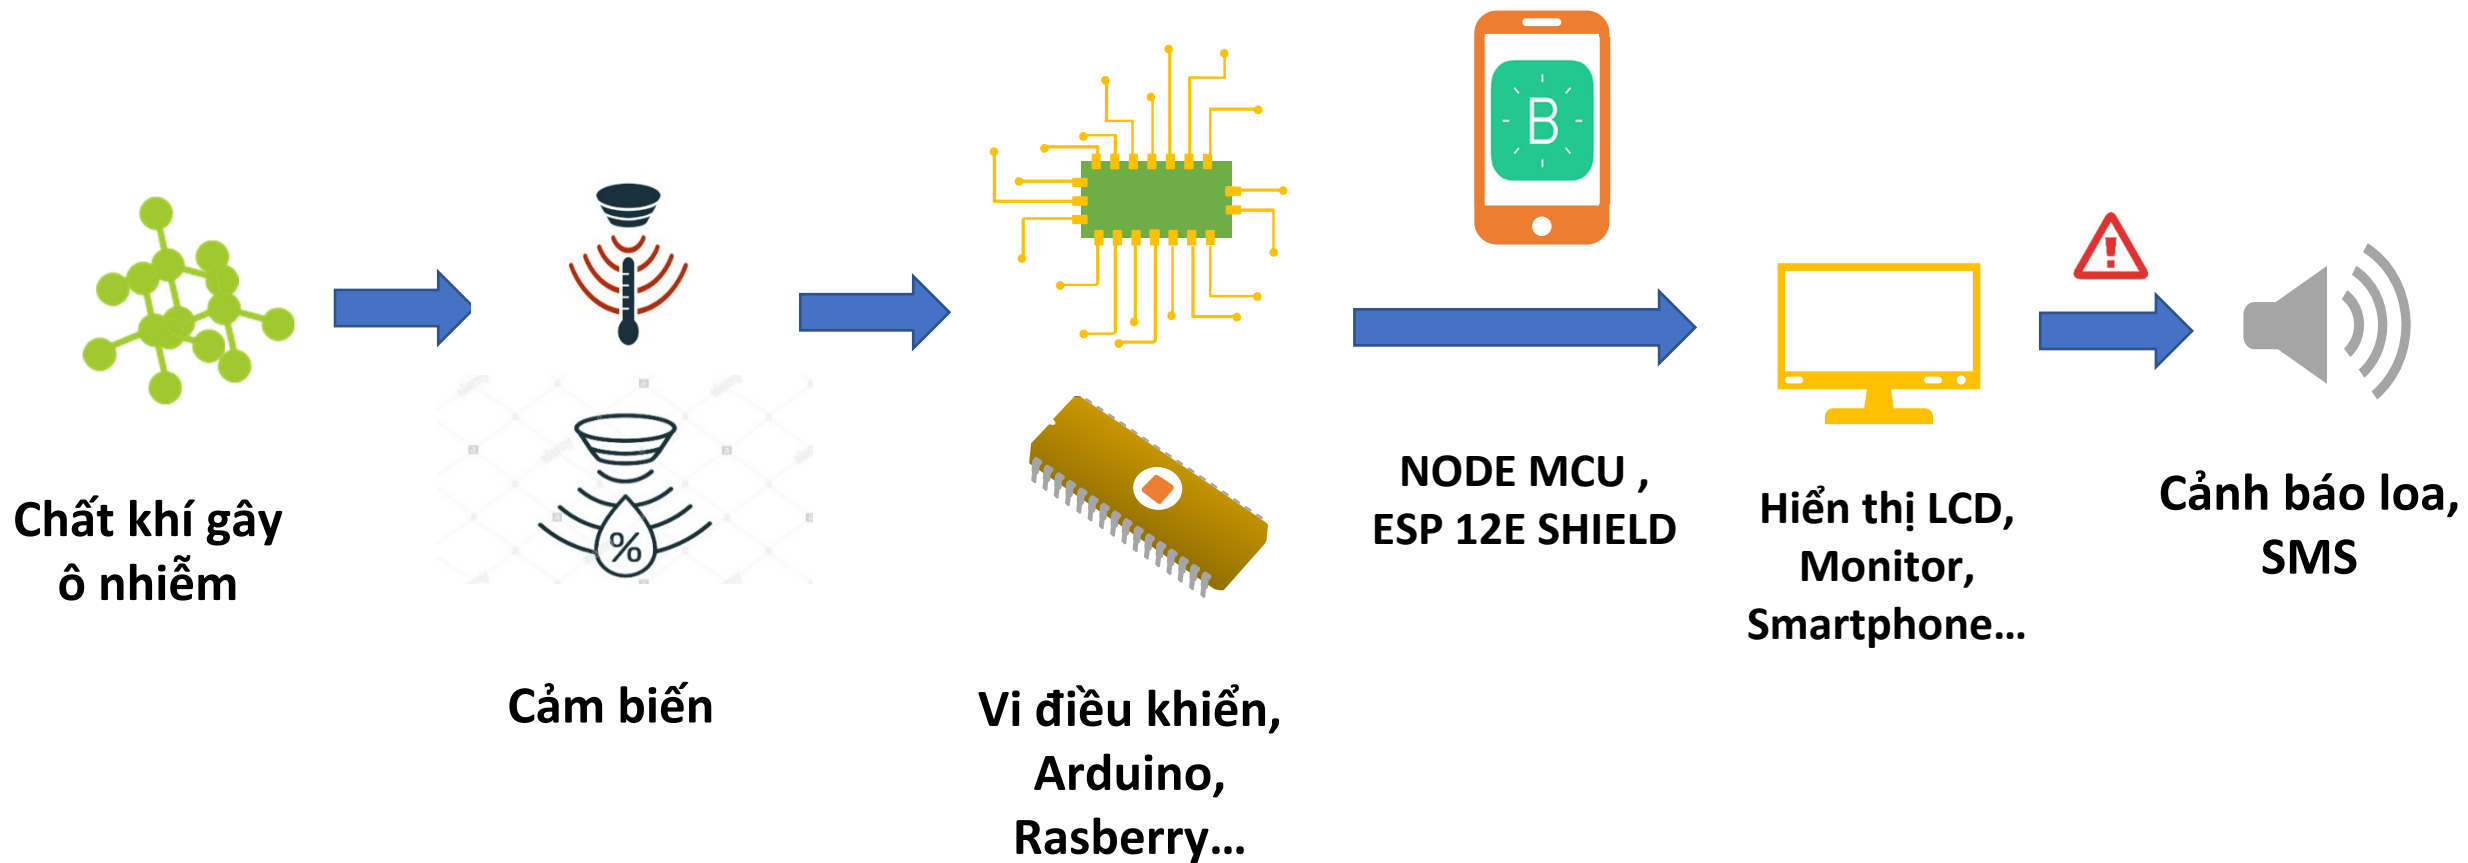 B
%
Chất khí gây
ô nhiễm
Cảm biến
Vi điều khiển,
Arduino,
Rasberry...
NODE MCU ,
ESP 12E SHIELD
Hiển thị LCD,
Monitor,
Smartphone...
Cảnh báo loa,
SMS